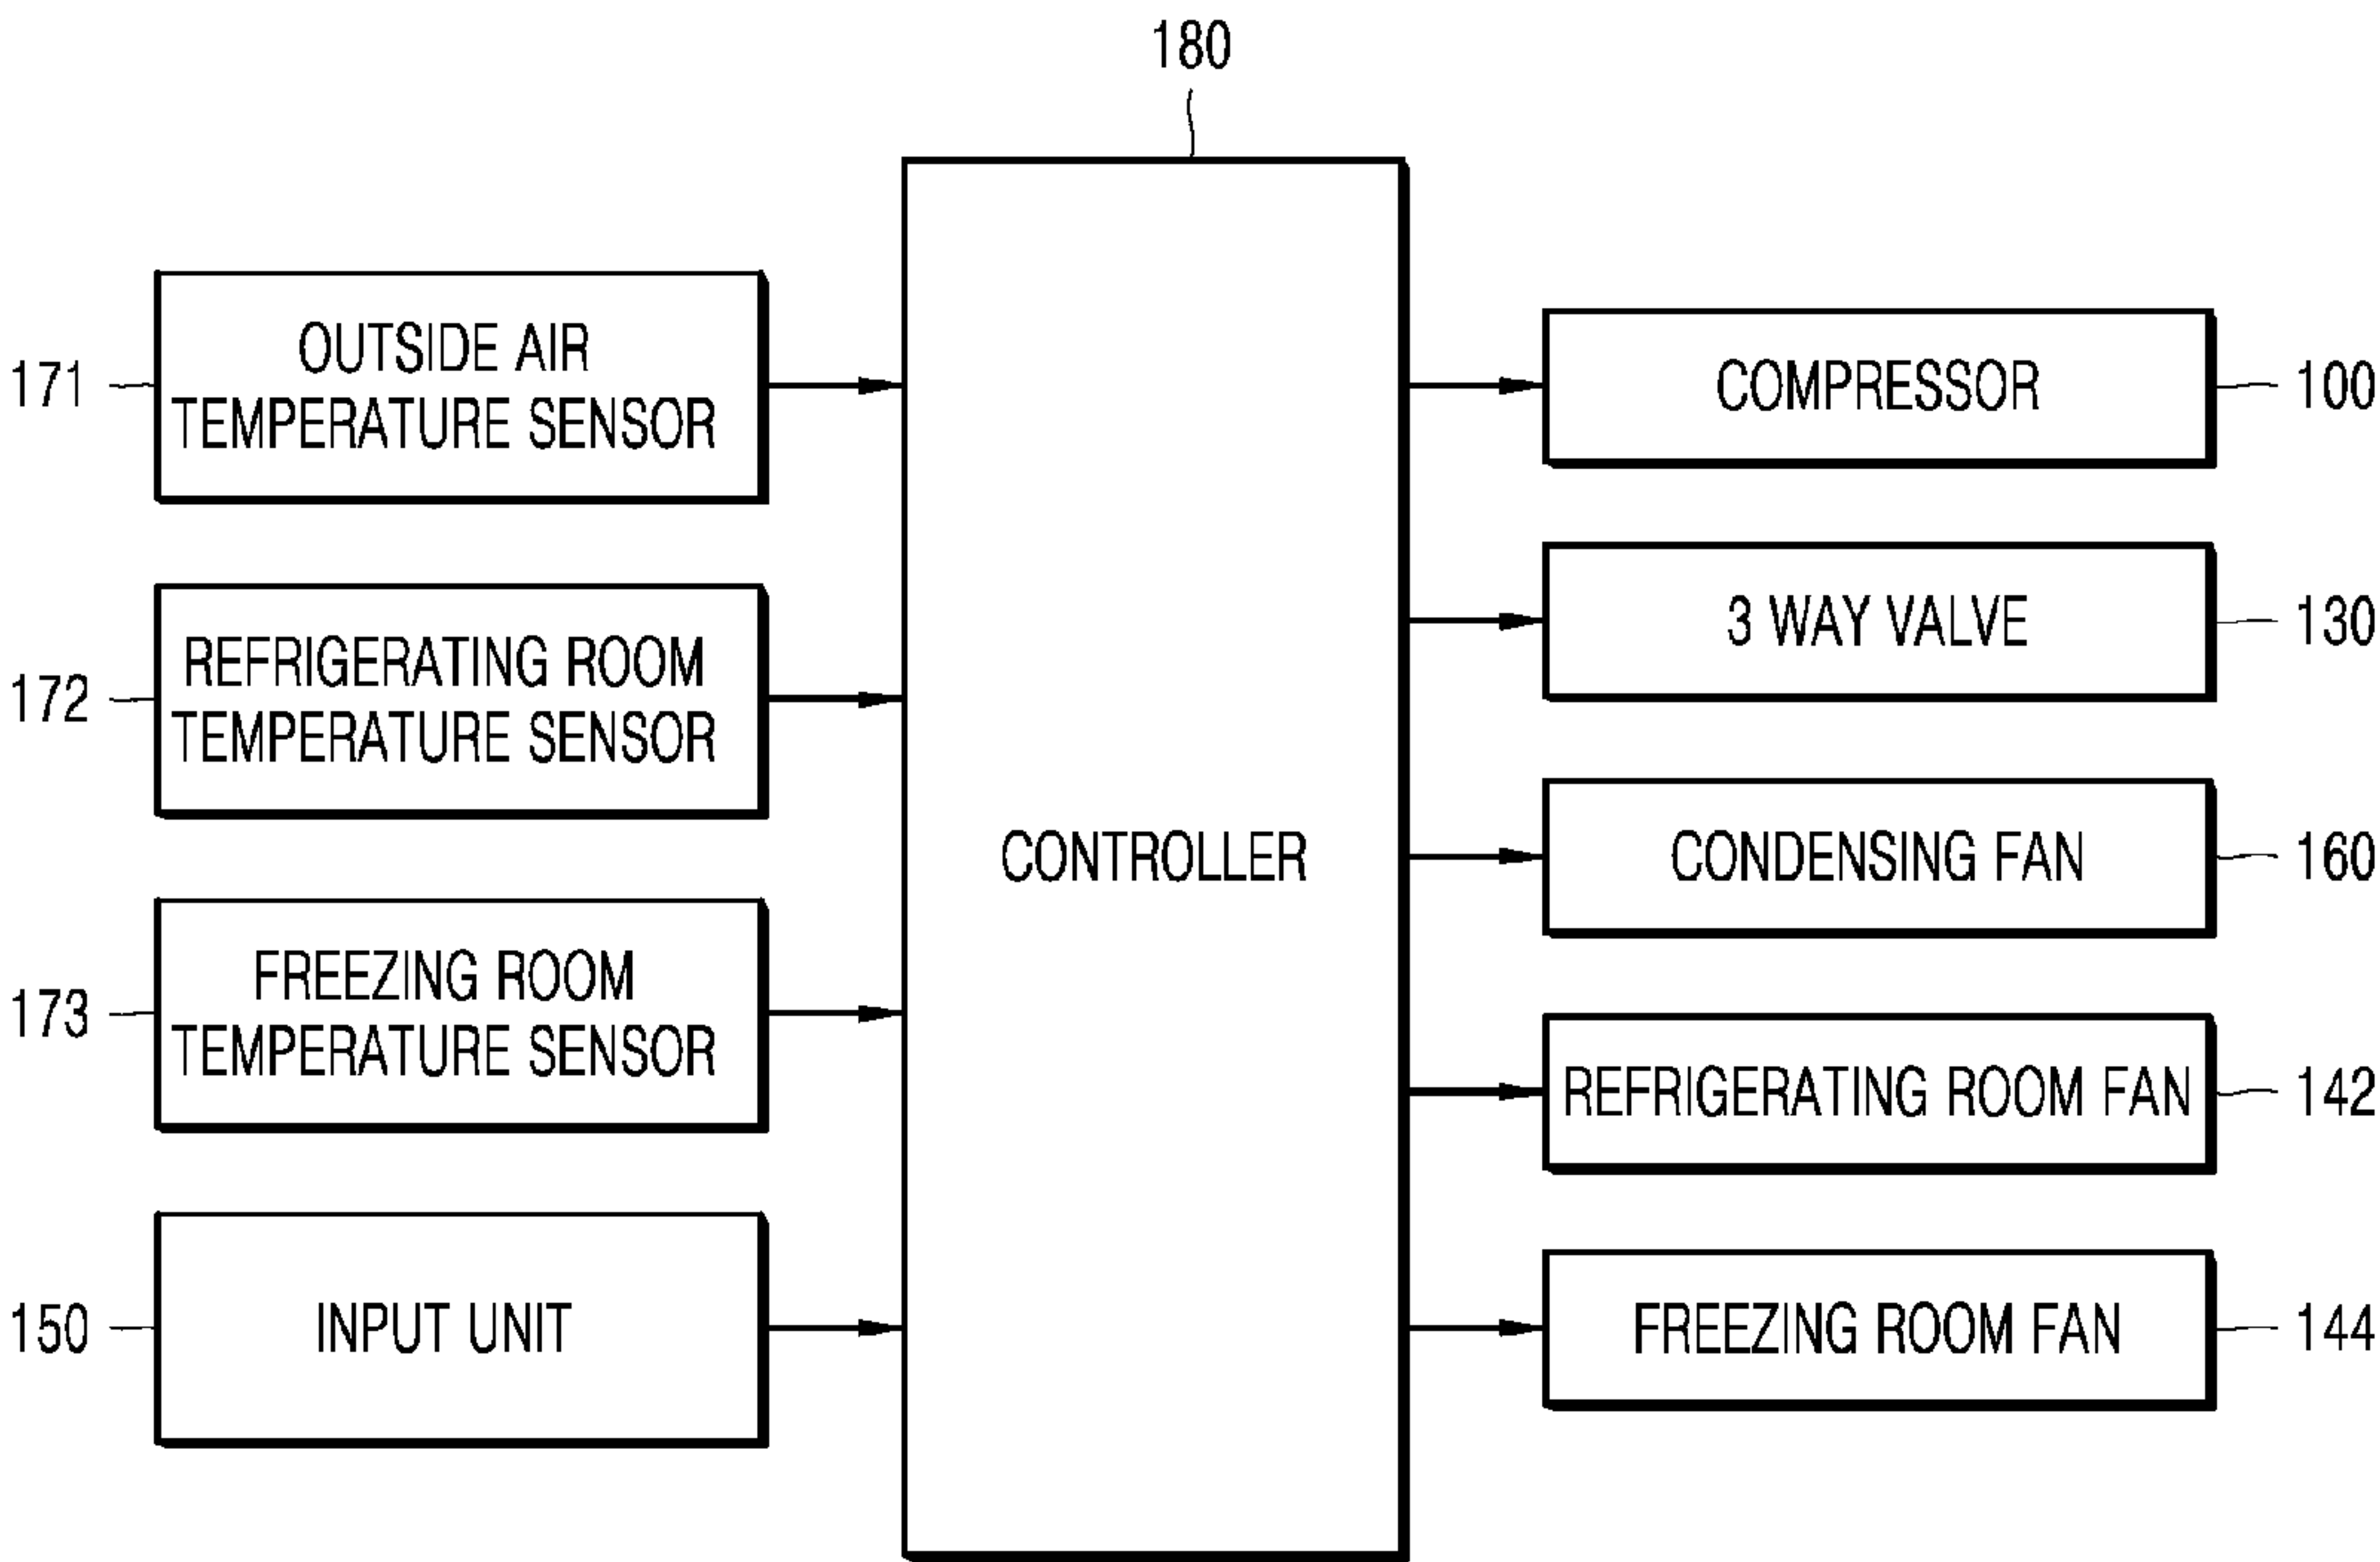 180
171
OUTSIDE AIR
TEMPERATURE SENSOR
172
REFRIGERATING ROOM
TEMPERATURE SENSOR
173
FREEZING ROOM
TEMPERATURE SENSOR
150
INPUT UNIT
CONTROLLER
COMPRESSOR
100
3 WAY VALVE
130
CONDENSING FAN
160
REFRIGERATING ROOM FAN
142
FREEZING ROOM FAN
144